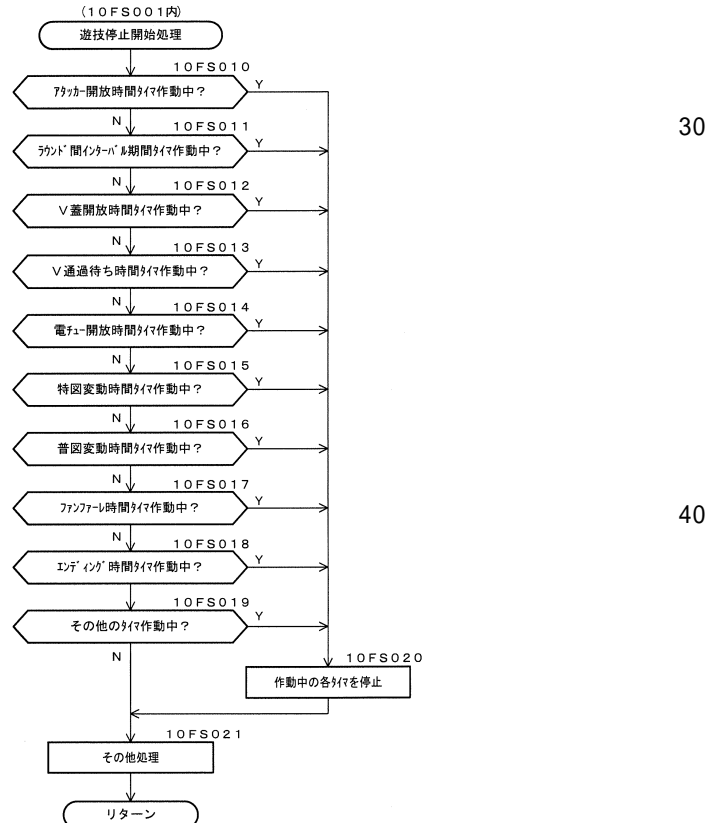 (１０ＦＳ００１内)
遊技停止開始処理
１０ＦＳ０１０
ｱﾀｯｶｰ開放時間ﾀｲﾏ作動中？
Ｙ
Ｎ
１０ＦＳ０１１
ﾗｳﾝﾄﾞ間ｲﾝﾀｰﾊﾞﾙ期間ﾀｲﾏ作動中？
Ｙ
30
Ｎ
１０ＦＳ０１２
Ｖ蓋開放時間ﾀｲﾏ作動中？
Ｙ
Ｎ
１０ＦＳ０１３
Ｖ通過待ち時間ﾀｲﾏ作動中？
Ｙ
Ｎ
１０ＦＳ０１４
電ﾁｭｰ開放時間ﾀｲﾏ作動中？
Ｙ
Ｎ
１０ＦＳ０１５
特図変動時間ﾀｲﾏ作動中？
Ｙ
Ｎ
１０ＦＳ０１６
普図変動時間ﾀｲﾏ作動中？
Ｙ
Ｎ
１０ＦＳ０１７
ﾌｧﾝﾌｧｰﾚ時間ﾀｲﾏ作動中？
Ｙ
40
Ｎ
１０ＦＳ０１８
ｴﾝﾃﾞｨﾝｸﾞ時間ﾀｲﾏ作動中？
Ｙ
１０ＦＳ０１９
その他のﾀｲﾏ作動中？
Ｙ
Ｎ
１０ＦＳ０２０
作動中の各ﾀｲﾏを停止
１０ＦＳ０２１
その他処理
リターン